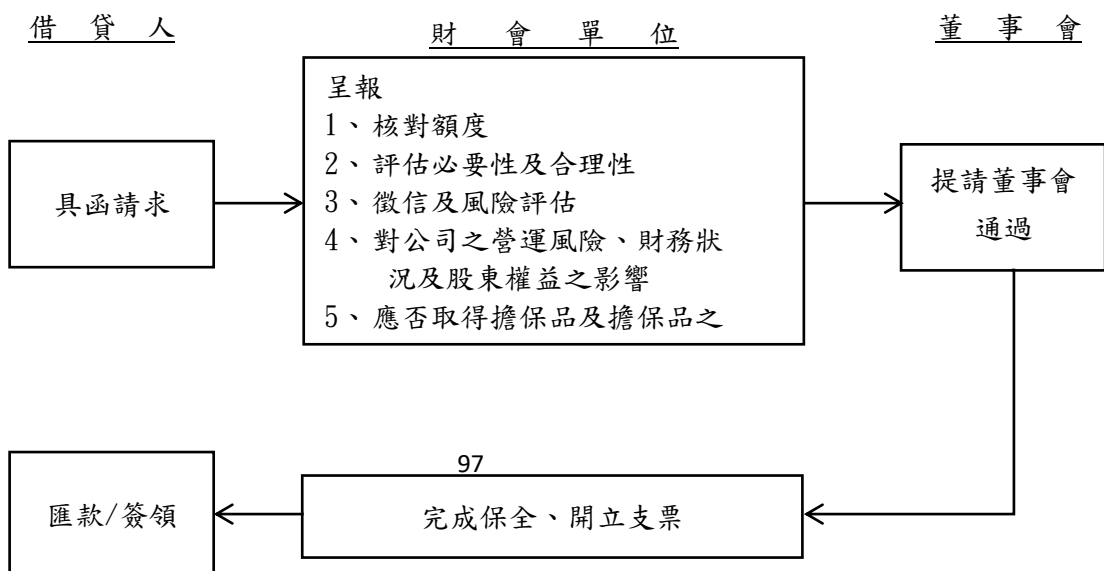 借 貸 人
財 會 單 位
董 事 會
具函請求
呈報
1、核對額度
2、評估必要性及合理性
3、徵信及風險評估
4、對公司之營運風險、財務狀
況及股東權益之影響
5、應否取得擔保品及擔保品之
提請董事會
通過
97
匯款/簽領
完成保全、開立支票